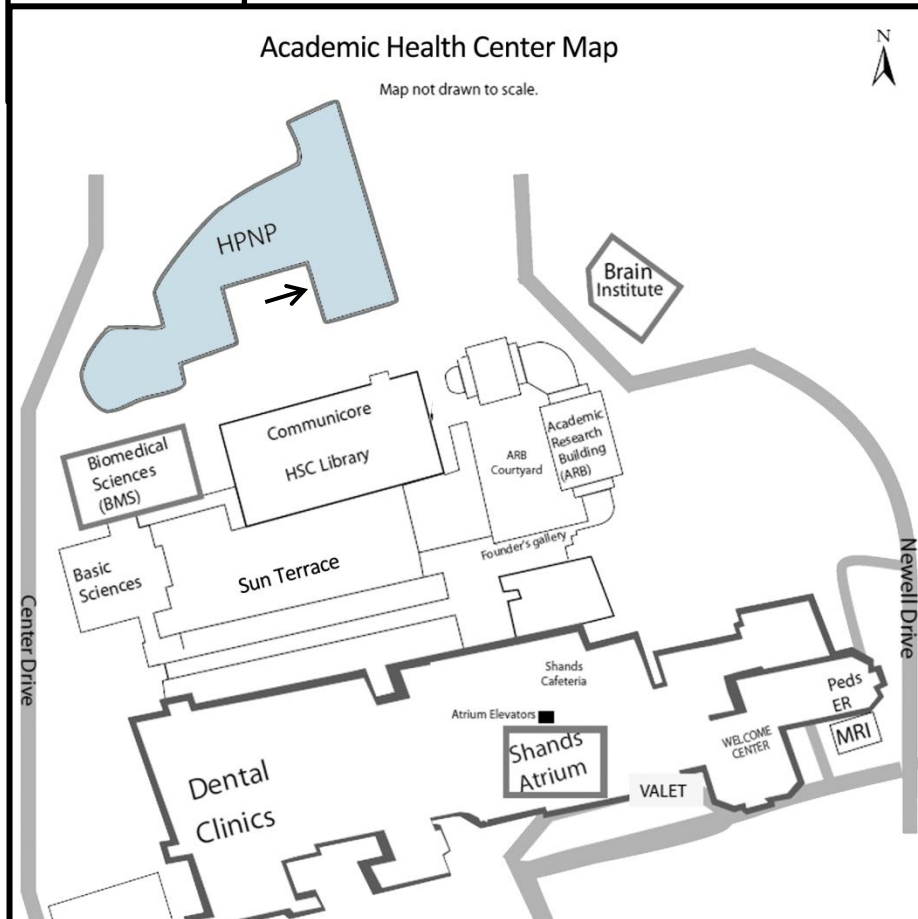 Academic Health Center Map
N
Map not drawn to scale.
HPNP
Brain
Institute
Communicore
HSC Library
Biomedical
Sciences
(BMS)
ARB
Courtyard
Academic
Research
Building
(ARB)
Founder's gallery
Basic
Sciences
Sun Terrace
Center Drive
Newell Drive
Shands
Cafeteria
Atrium Elevators
Shands
Atrium
Peds
ER
MRI
WELCOME
CENTER
VALET
Dental
Clinics